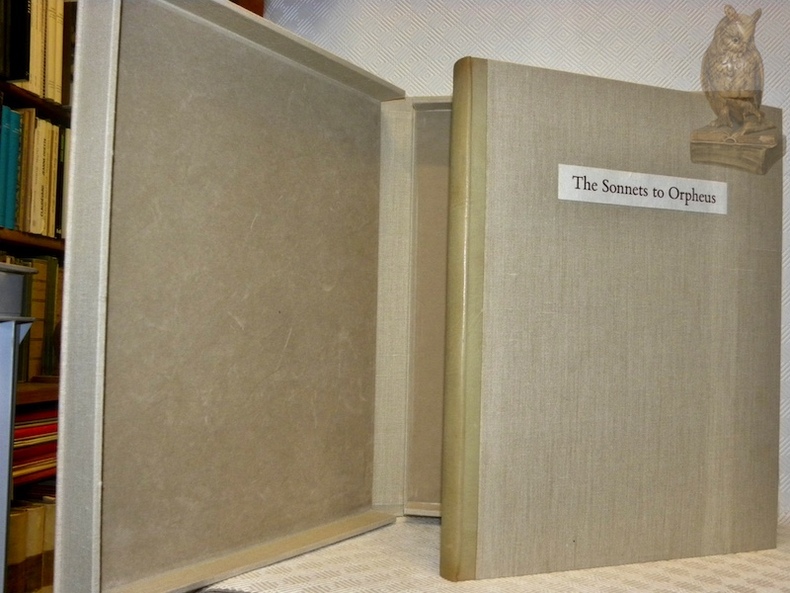 The Sonnets to Orpheus